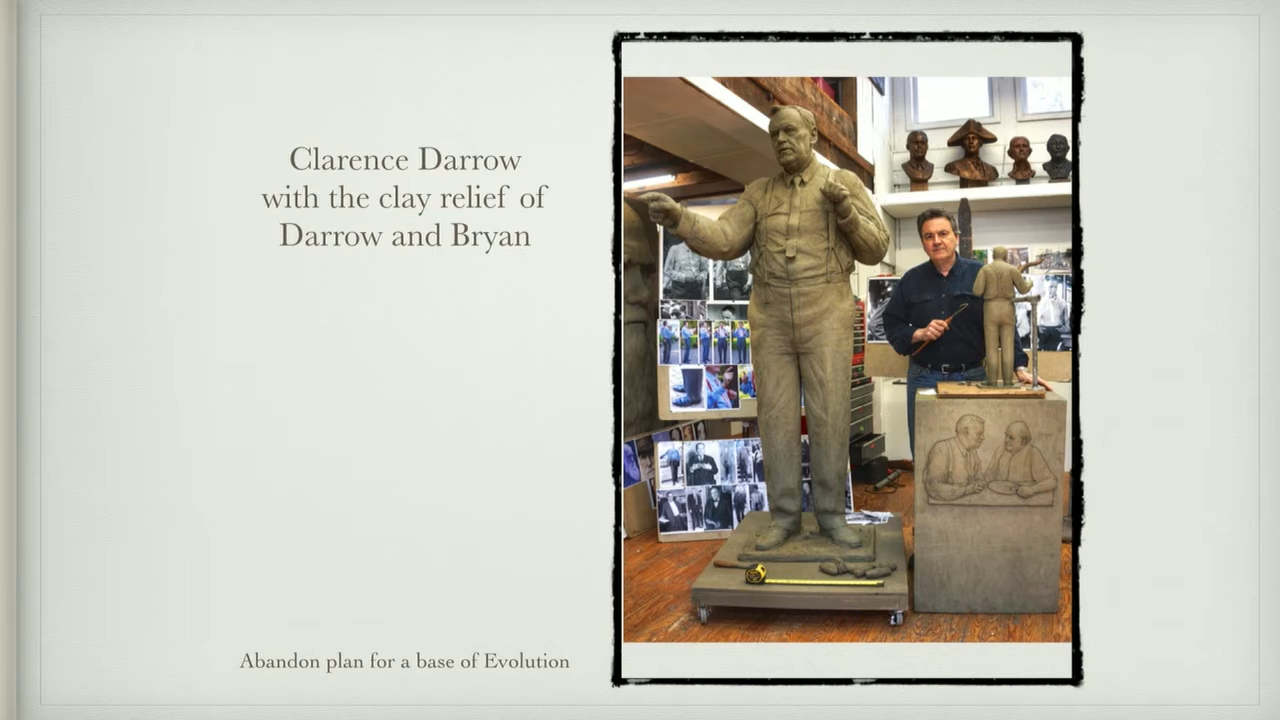 Clarence Darrow
with the clay relief of
Darrow and Bryan
Abandon plan for a base of Evolution